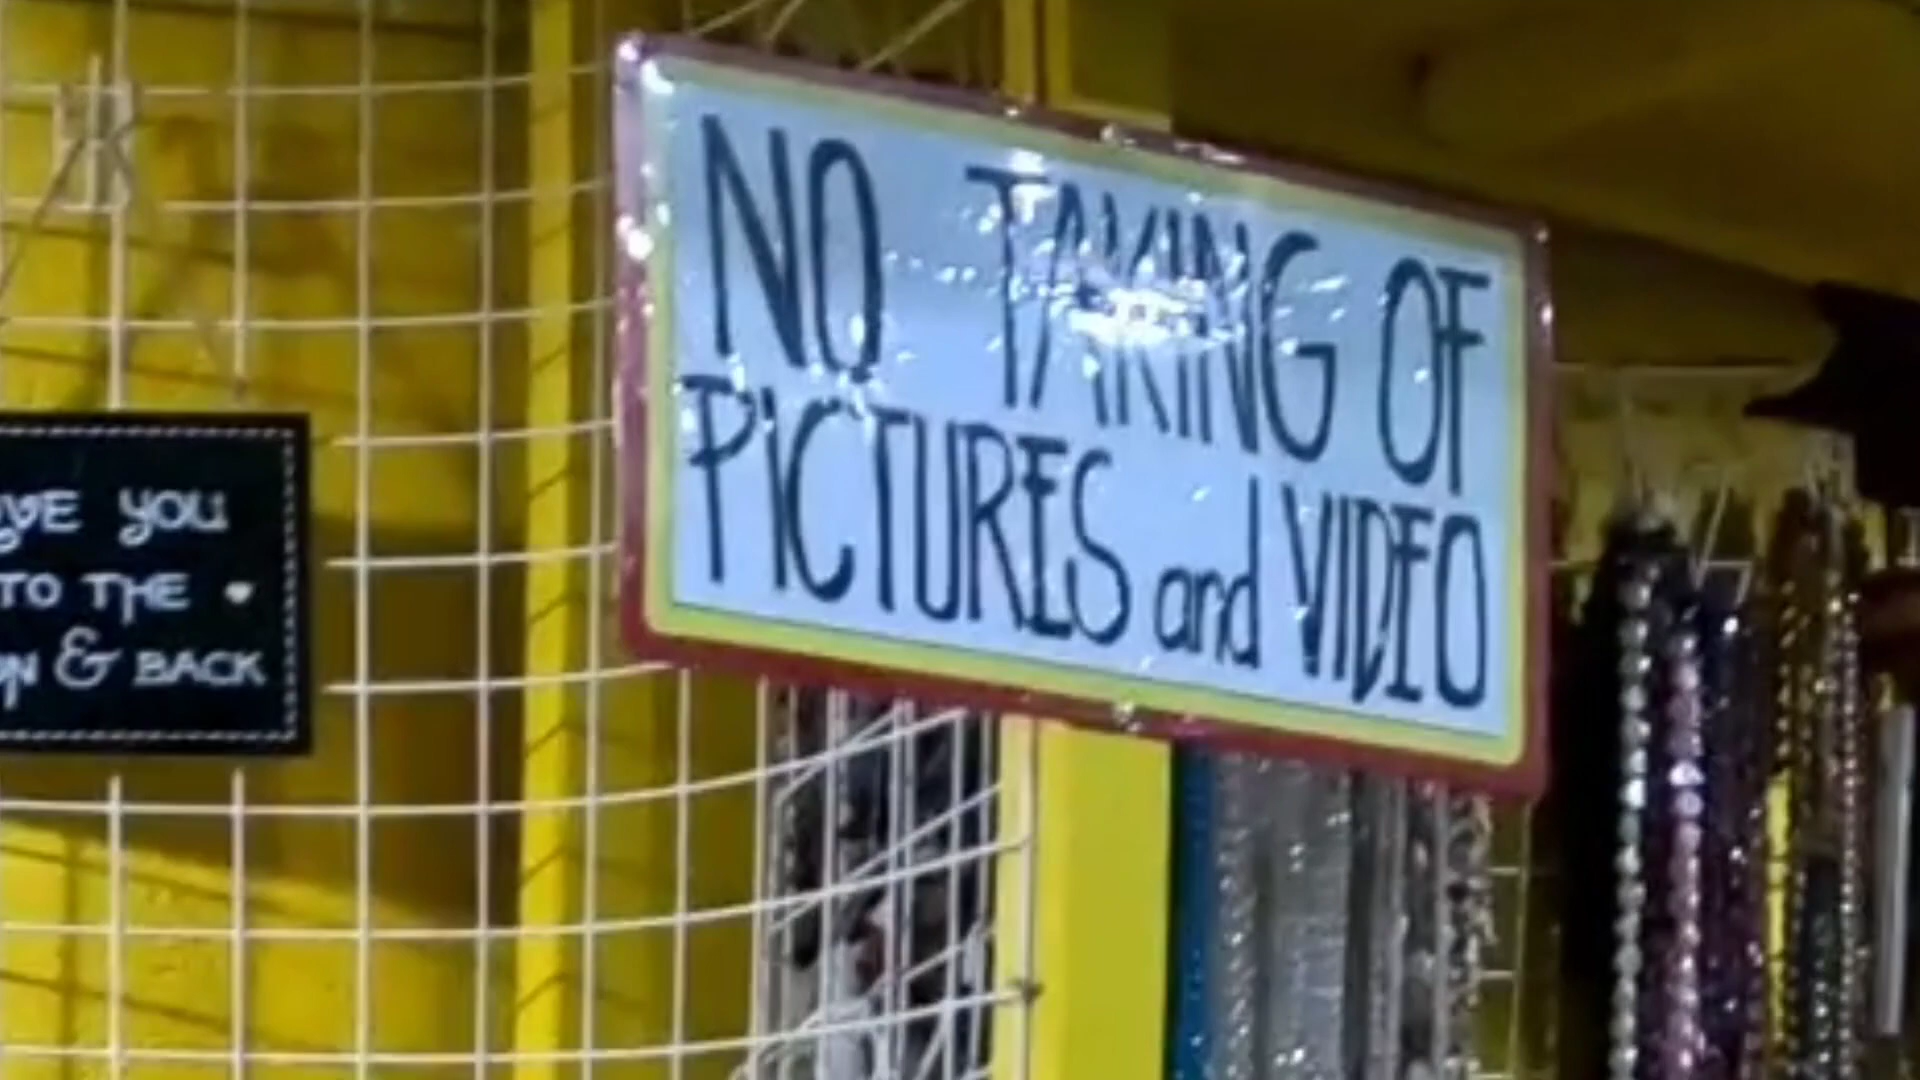 NO TAKING OF
PiCTURES and VIDEO
YOU
TO THE
& BACK